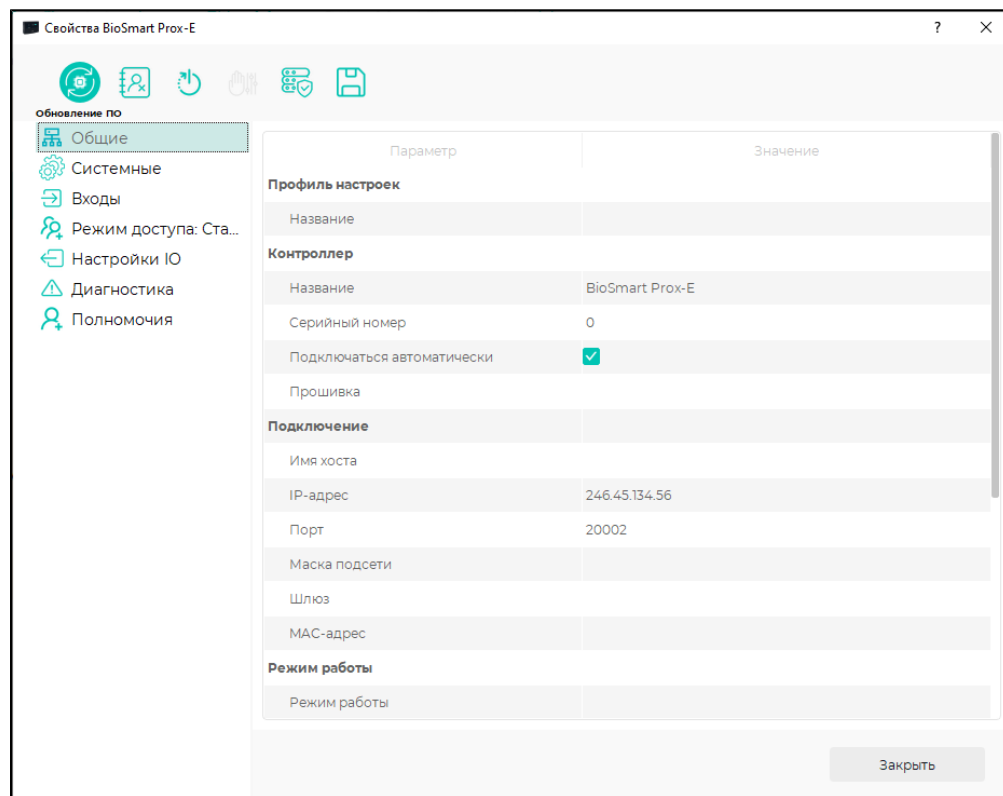 Свойства BioSmart Prox-E
?
Обновление ПО
Общие
Системные
Входы
Режим доступа: Ста...
Настройки IO
Диагностика
Полномочия
Параметр Значение
Профиль настроек
Название
Контроллер
Название BioSmart Prox-E
Серийный номер 0
Подключаться автоматически
Прошивка
Подключение
Имя хоста
IP-адрес 246.45.134.56
Порт 20002
Маска подсети
Шлюз
MAC-адрес
Режим работы
Режим работы
Закрыть